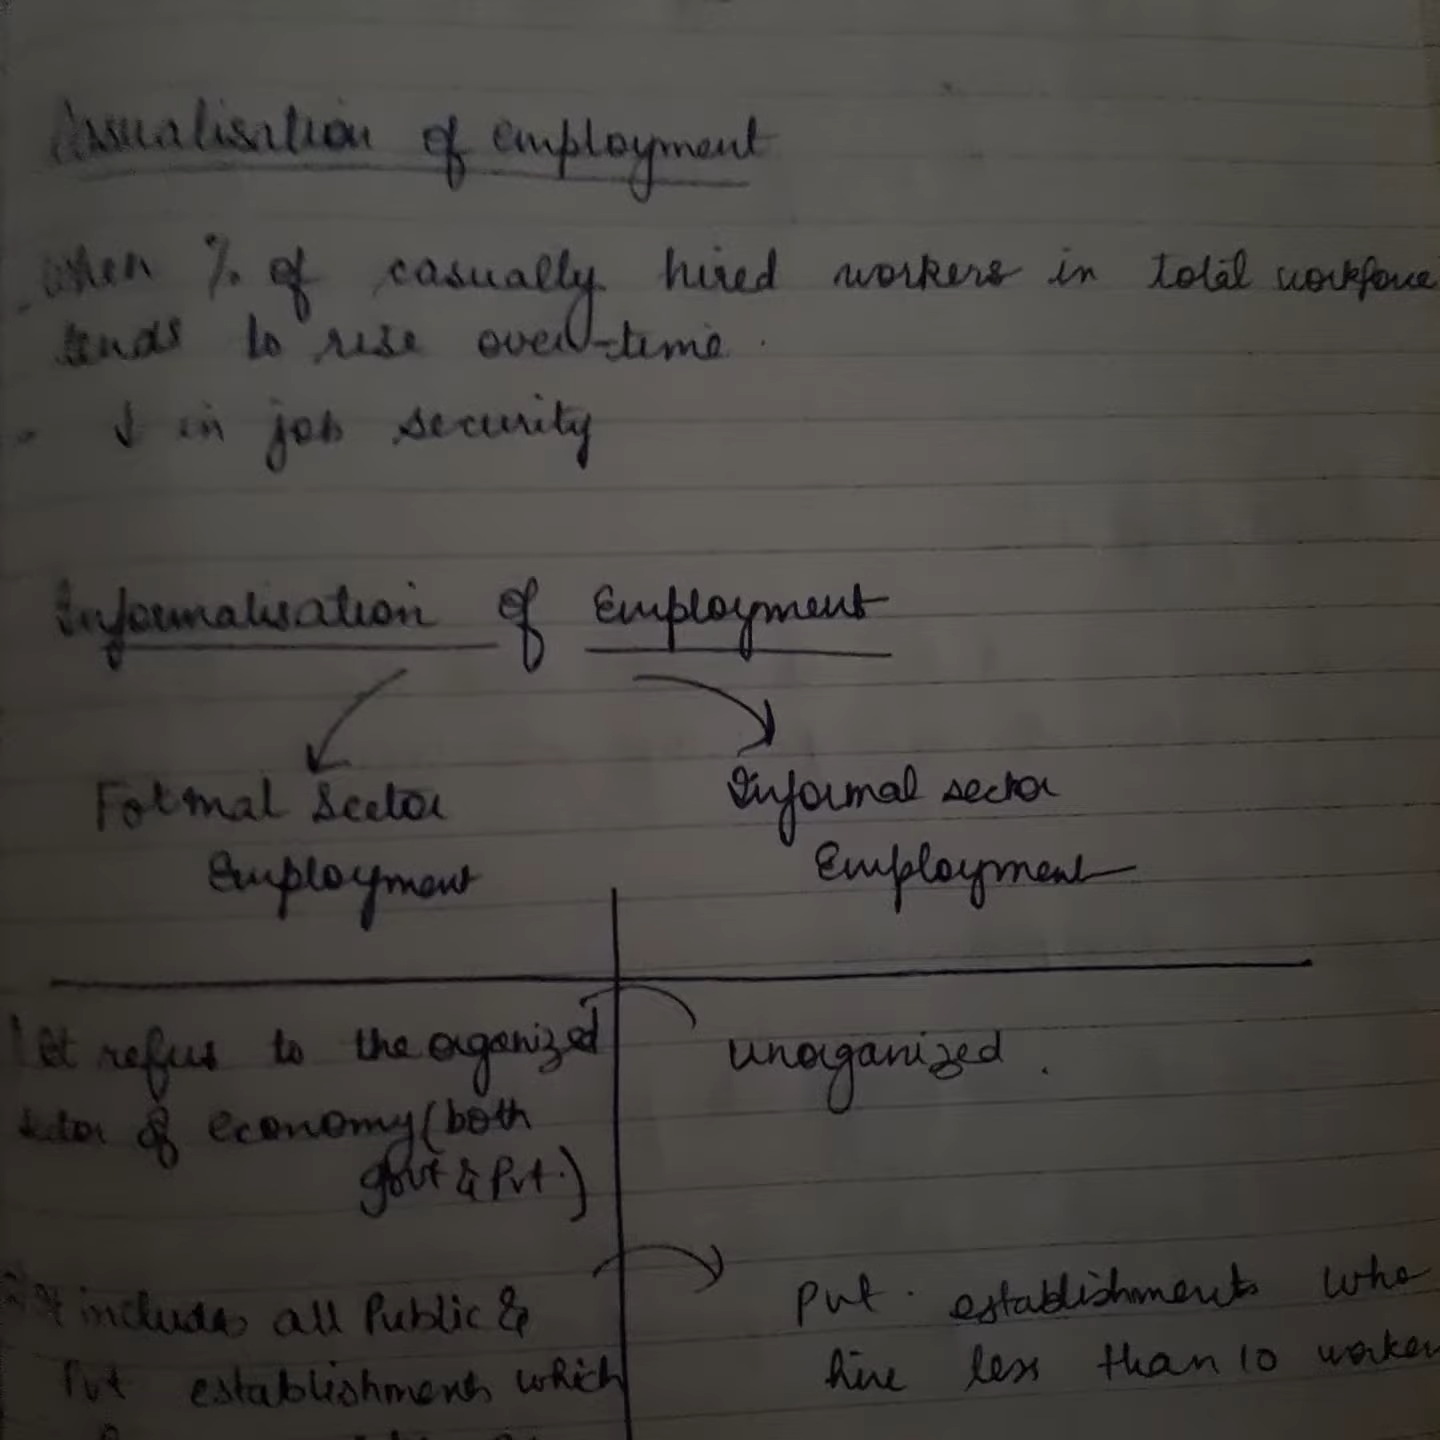 Casualisation of employment
when % of casually hired workers in total workforce
tends to rise over-time.
↓ in job security
Informalisation of Employment
Formal Sector
Employment
Informal sector
Employment
1 It refers to the organized
sector of economy (both
govt & Pvt.)
unorganized.
It includes all Public &
Pvt establishments which
Pvt. establishments who
hire less than 10 worker